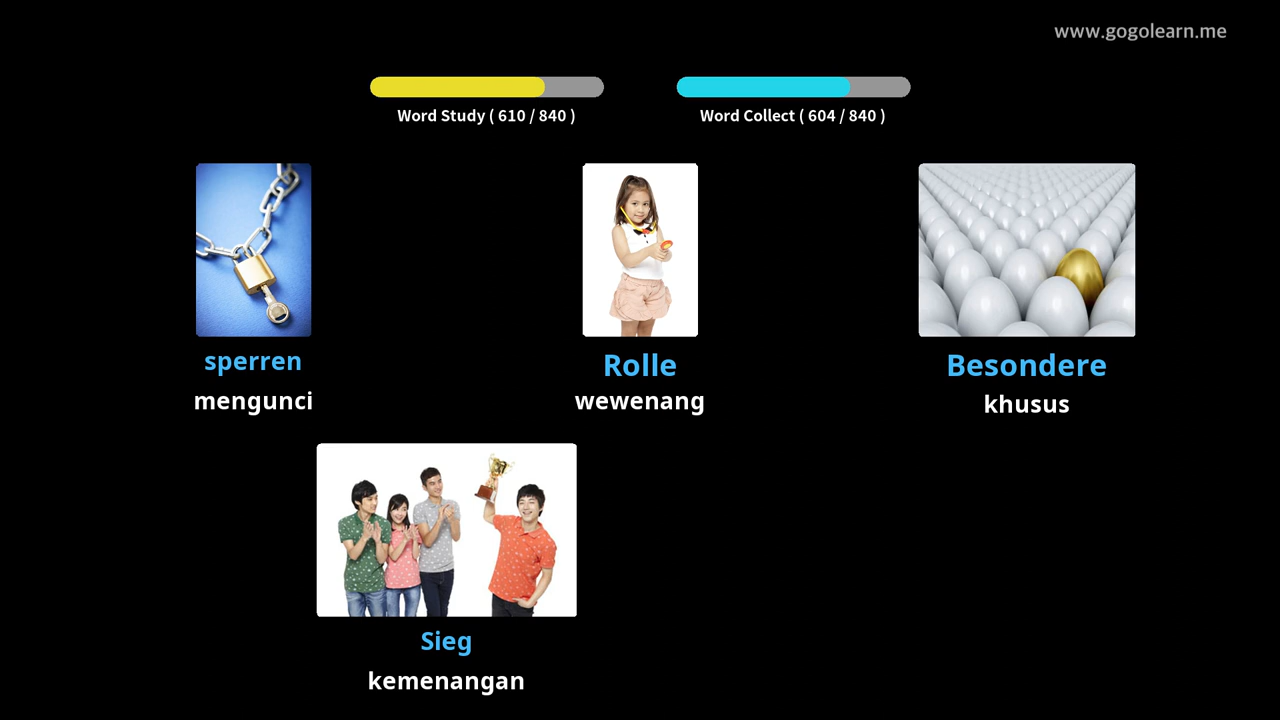 www.gogolearn.me
Word Study ( 610 / 840 )
Word Collect ( 604 / 840 )
sperren
mengunci
Rolle
wewenang
Besondere
khusus
Sieg
kemenangan